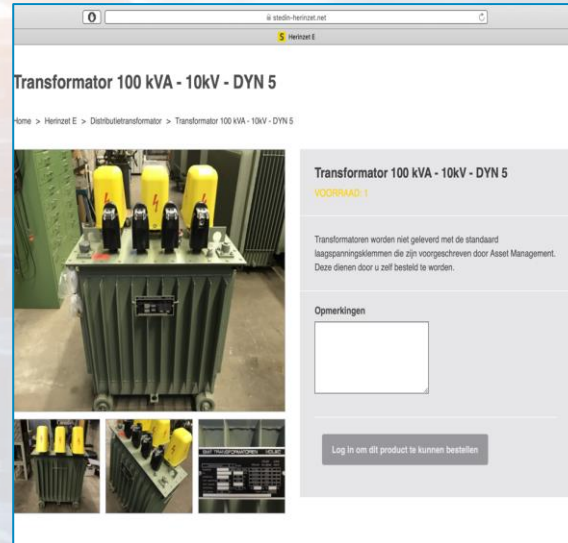 stedin-herinzet.net
S Herinzet E
Transformator 100 kVA - 10kV - DYN 5
Home > Herinzet E > Distributietransformator > Transformator 100 kVA - 10kV - DYN 5
Transformator 100 kVA - 10kV - DYN 5
VOORRAAD: 1
Transformatoren worden niet geleverd met de standaard
laagspanningsklemmen die zijn voorgeschreven door Asset Management.
Deze dienen door u zelf besteld te worden.
Opmerkingen
Log in om dit product te kunnen bestellen
SMIT TRANSFORMATOREN HOLEC